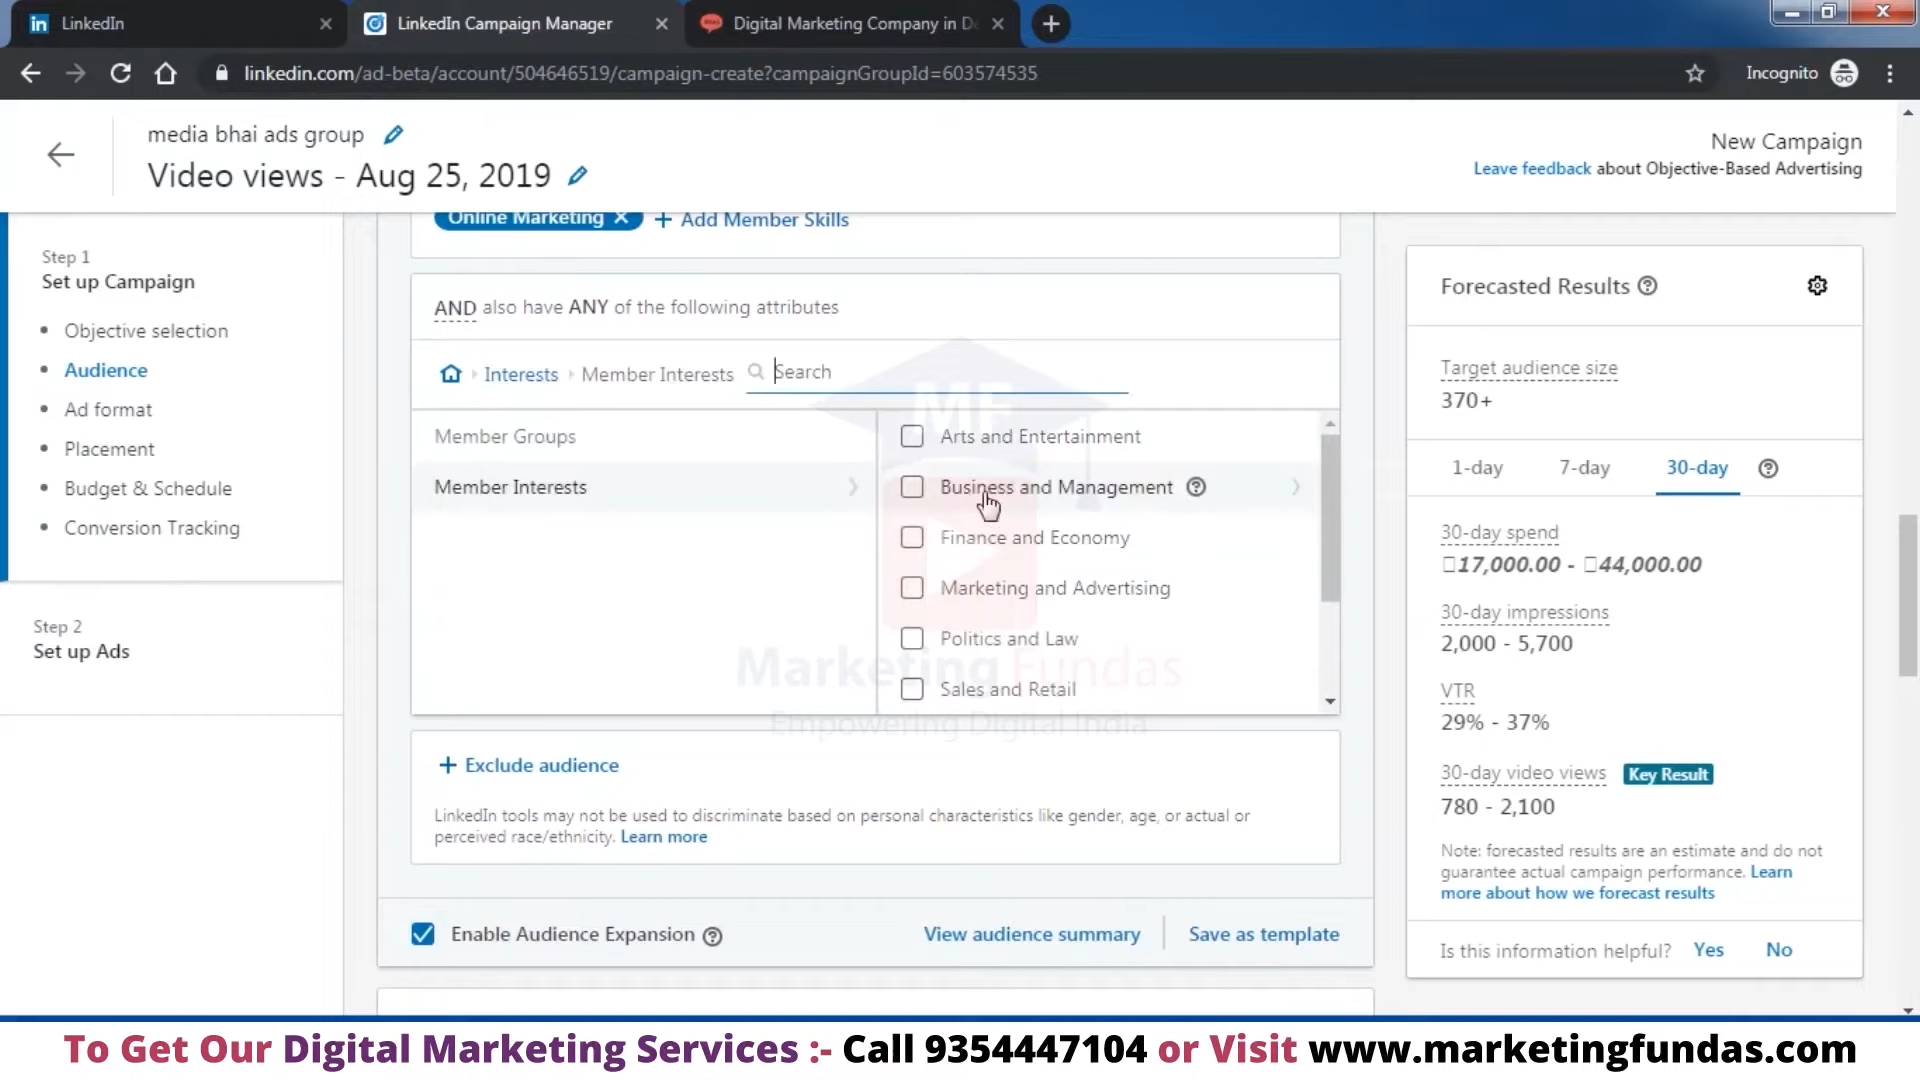 LinkedIn
LinkedIn Campaign Manager
Digital Marketing Company in De
linkedin.com/ad-beta/account/504646519/campaign-create?campaignGroupId=603574535
Incognito
media bhai ads group
Video views - Aug 25, 2019
New Campaign
Leave feedback about Objective-Based Advertising
Step 1
Set up Campaign
Objective selection
Audience
Ad format
Placement
Budget & Schedule
Conversion Tracking
Step 2
Set up Ads
Online Marketing
Add Member Skills
AND also have ANY of the following attributes
Interests
Member Interests
Search
Member Groups
Member Interests
Arts and Entertainment
Business and Management
Finance and Economy
Marketing and Advertising
Politics and Law
Sales and Retail
MF
Marketing Fundas
Empowering Digital India
+ Exclude audience
LinkedIn tools may not be used to discriminate based on personal characteristics like gender, age, or actual or
perceived race/ethnicity. Learn more
Enable Audience Expansion
View audience summary
Save as template
Forecasted Results
Target audience size
370+
1-day
7-day
30-day
30-day spend
17,000.00 - 44,000.00
30-day impressions
2,000 - 5,700
VTR
29% - 37%
30-day video views
Key Result
780 - 2,100
Note: forecasted results are an estimate and do not
guarantee actual campaign performance. Learn
more about how we forecast results
Is this information helpful?
Yes
No
To Get Our Digital Marketing Services :- Call 9354447104 or Visit www.marketingfundas.com